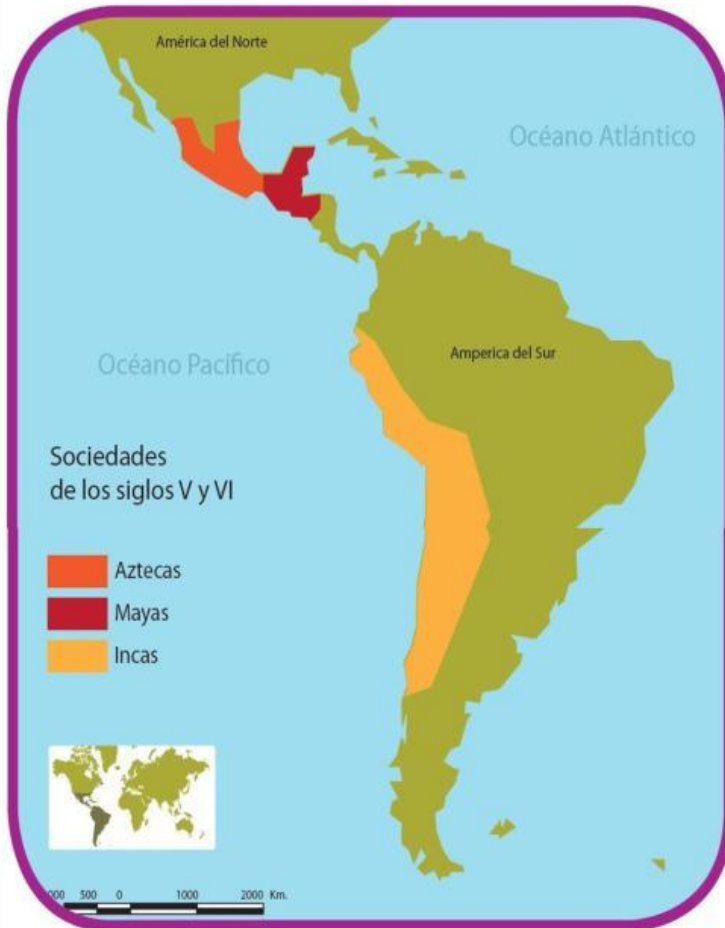 América del Norte
Océano Atlántico
Océano Pacífico
Amperica del Sur
Sociedades
de los siglos V y VI
Aztecas
Mayas
Incas
500 0 1000 2000 Km.